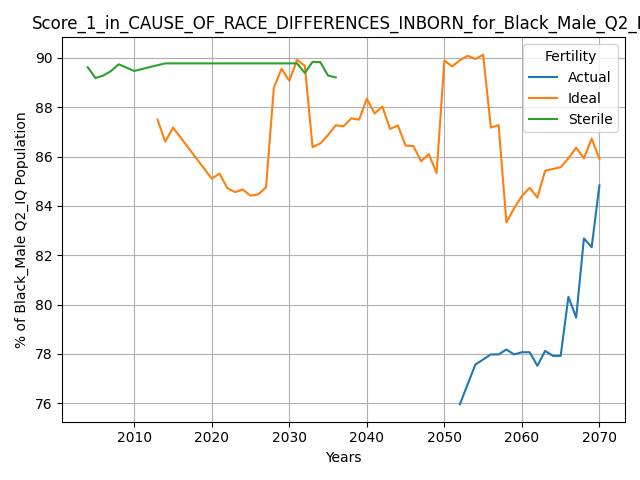 Score_1_in_CAUSE_OF_RACE_DIFFERENCES_INBORN_for_Black_Male_Q2_I
Fertility
Actual
Ideal
Sterile
% of Black_Male Q2_IQ Population
90
88
86
84
82
80
78
76
2010 2020 2030 2040 2050 2060 2070
Years